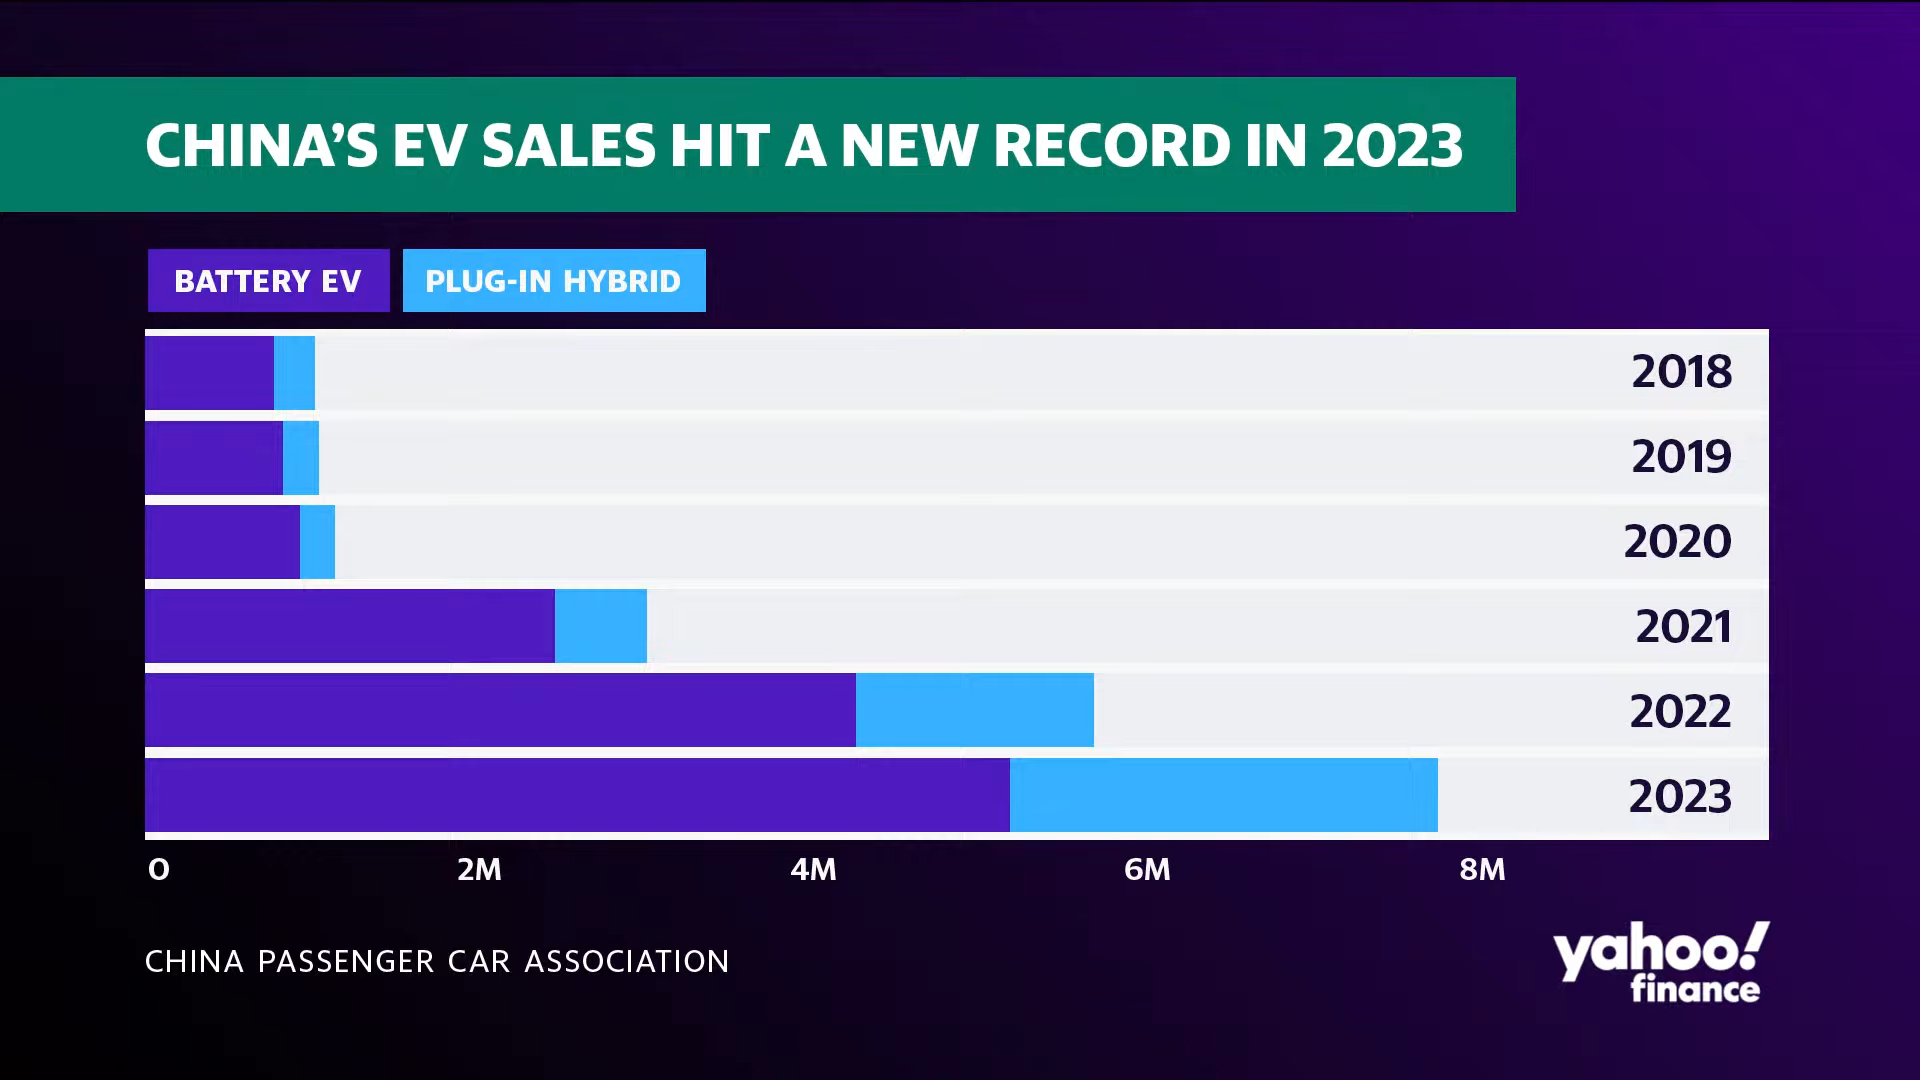 CHINA’S EV SALES HIT A NEW RECORD IN 2023
BATTERY EV PLUG-IN HYBRID
2018
2019
2020
2021
2022
2023
0 2M 4M 6M 8M
CHINA PASSENGER CAR ASSOCIATION
yahoo!
finance